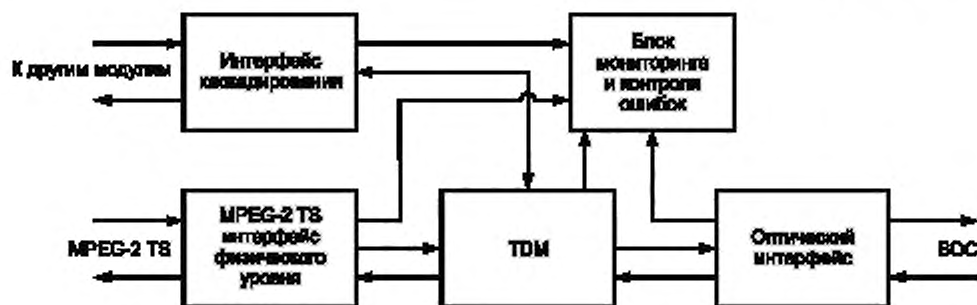 К другим модулям
Интерфейс
каскадирования
Блок
мониторинга
и контроля
ошибок
MPEG-2 TS
MPEG-2 TS
интерфейс
физического
уровня
TDM
Оптический
интерфейс
ВОС